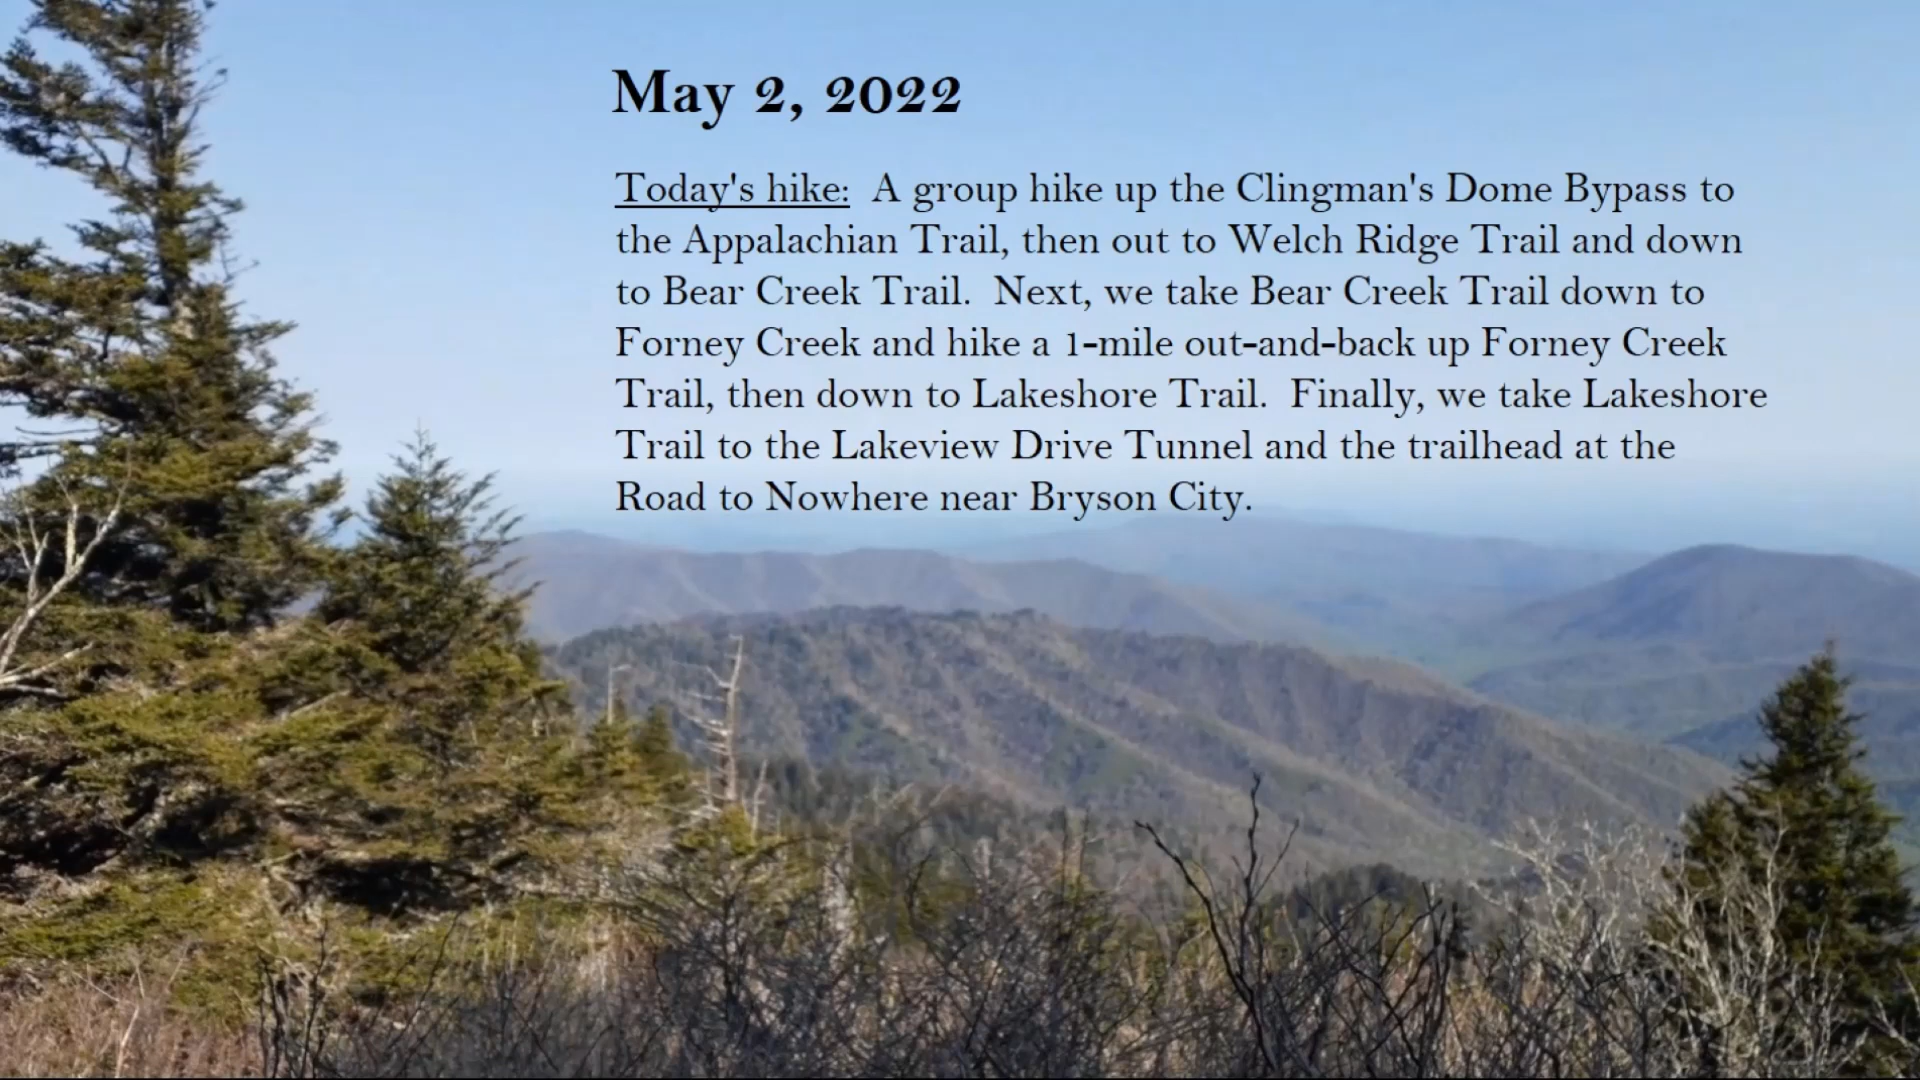 May 2, 2022
Today's hike:  A group hike up the Clingman's Dome Bypass to
the Appalachian Trail, then out to Welch Ridge Trail and down
to Bear Creek Trail.  Next, we take Bear Creek Trail down to
Forney Creek and hike a 1-mile out-and-back up Forney Creek
Trail, then down to Lakeshore Trail.  Finally, we take Lakeshore
Trail to the Lakeview Drive Tunnel and the trailhead at the
Road to Nowhere near Bryson City.